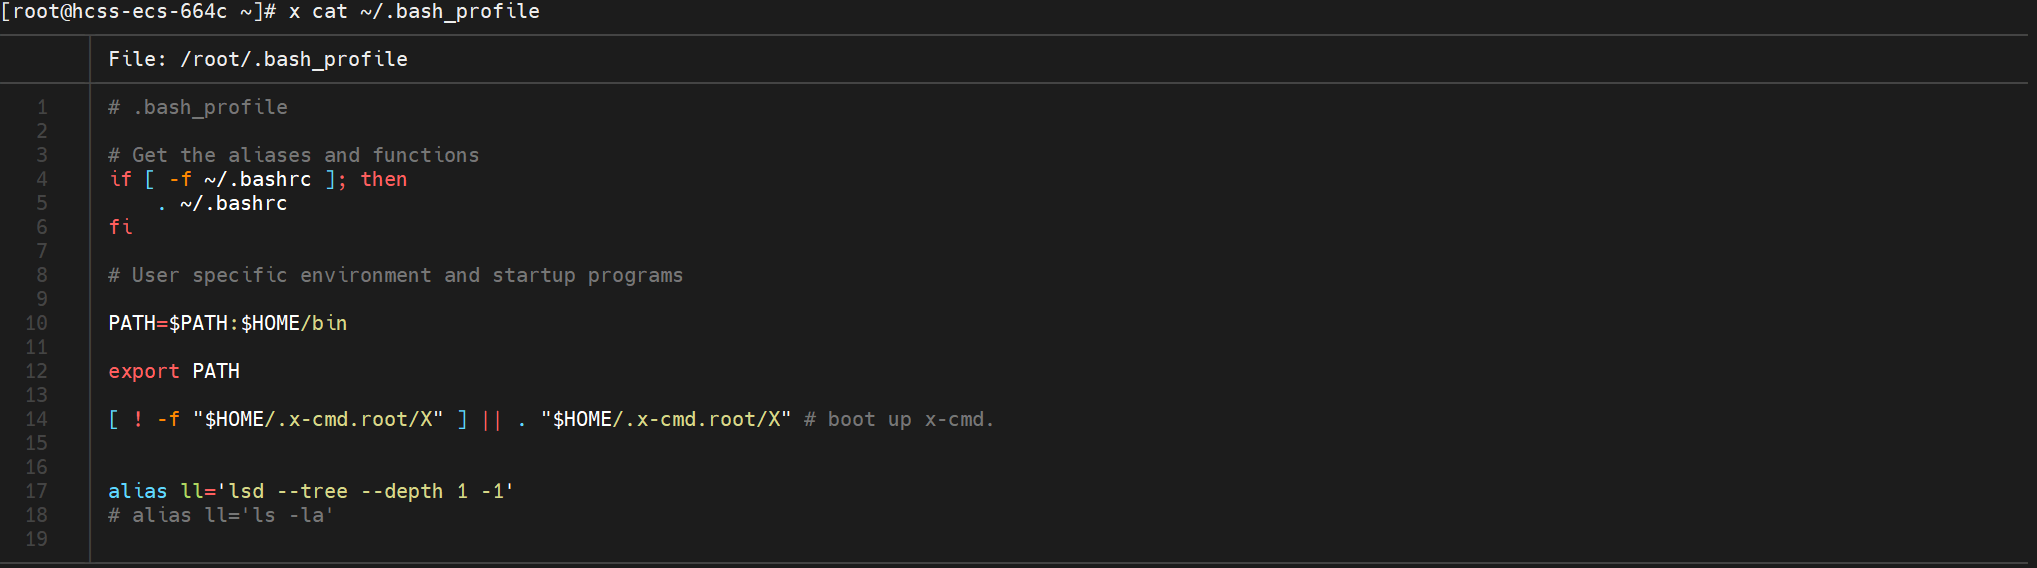 [root@hcss-ecs-664c ~]# x cat ~/.bash_profile
File: /root/.bash_profile
1 # .bash_profile
2
3 # Get the aliases and functions
4 if [ -f ~/.bashrc ]; then
5     . ~/.bashrc
6 fi
7
8 # User specific environment and startup programs
9
10 PATH=$PATH:$HOME/bin
11
12 export PATH
13
14 [ ! -f "$HOME/.x-cmd.root/X" ] || . "$HOME/.x-cmd.root/X" # boot up x-cmd.
15
16
17 alias ll='lsd --tree --depth 1 -1'
18 # alias ll='ls -la'
19